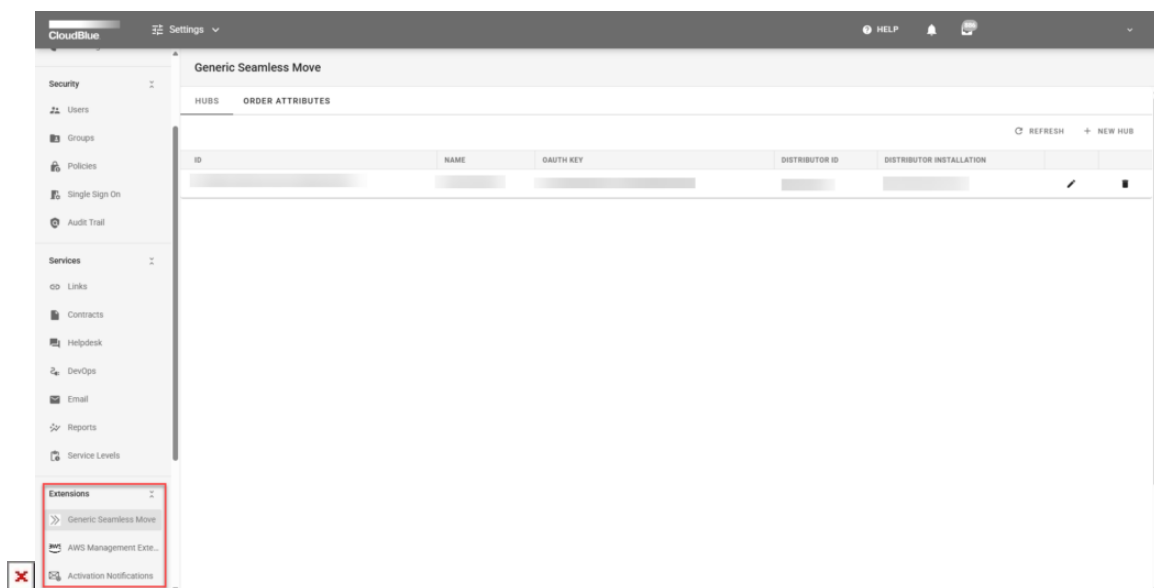 CloudBlue
Settings
HELP
Generic Seamless Move
Security
HUBS ORDER ATTRIBUTES
Users
REFRESH + NEW HUB
Groups
ID NAME OAUTH KEY DISTRIBUTOR ID DISTRIBUTOR INSTALLATION
Policies
Single Sign On
Audit Trail
Services
Links
Contracts
Helpdesk
DevOps
Email
Reports
Service Levels
Extensions
Generic Seamless Move
aws AWS Management Exte...
Activation Notifications